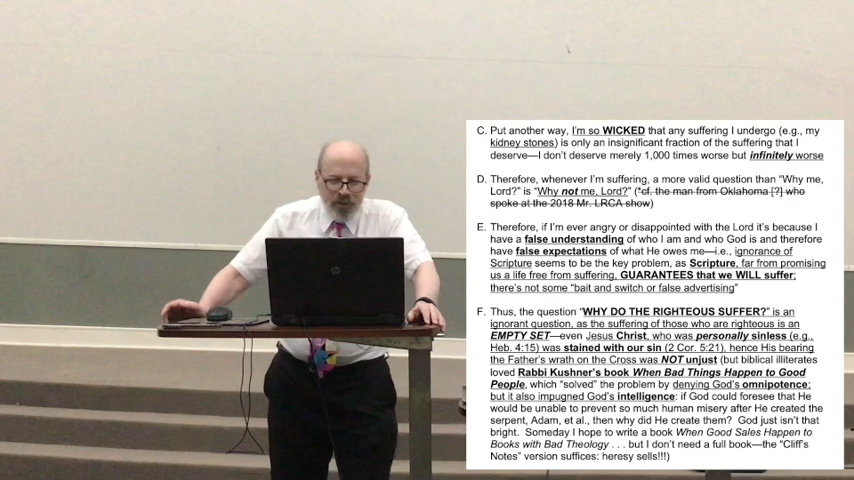 C. Put another way, I'm so WICKED that any suffering I undergo (e.g., my
kidney stones) is only an insignificant fraction of the suffering that I
deserve—I don't deserve merely 1,000 times worse but infinitely worse
D. Therefore, whenever I'm suffering, a more valid question than "Why me,
Lord?" is "Why not me, Lord?" (*cf. the man from Oklahoma [?] who
spoke at the 2018 Mr. LRCA show)
E. Therefore, if I'm ever angry or disappointed with the Lord it's because I
have a false understanding of who I am and who God is and therefore
have false expectations of what He owes me—i.e., ignorance of
Scripture seems to be the key problem, as Scripture, far from promising
us a life free from suffering, GUARANTEES that we WILL suffer;
there's not some "bait and switch or false advertising"
F. Thus, the question "WHY DO THE RIGHTEOUS SUFFER?" is an
ignorant question, as the suffering of those who are righteous is an
EMPTY SET—even Jesus Christ, who was personally sinless (e.g.,
Heb. 4:15) was stained with our sin (2 Cor. 5:21), hence His bearing
the Father's wrath on the Cross was NOT unjust (but biblical illiterates
loved Rabbi Kushner's book When Bad Things Happen to Good
People, which "solved" the problem by denying God's omnipotence;
but it also impugned God's intelligence: if God could foresee that He
would be unable to prevent so much human misery after He created the
serpent, Adam, et al., then why did He create them?  God just isn't that
bright.  Someday I hope to write a book When Good Sales Happen to
Books with Bad Theology . . . but I don't need a full book—the "Cliff's
Notes" version suffices: heresy sells!!!)
hp